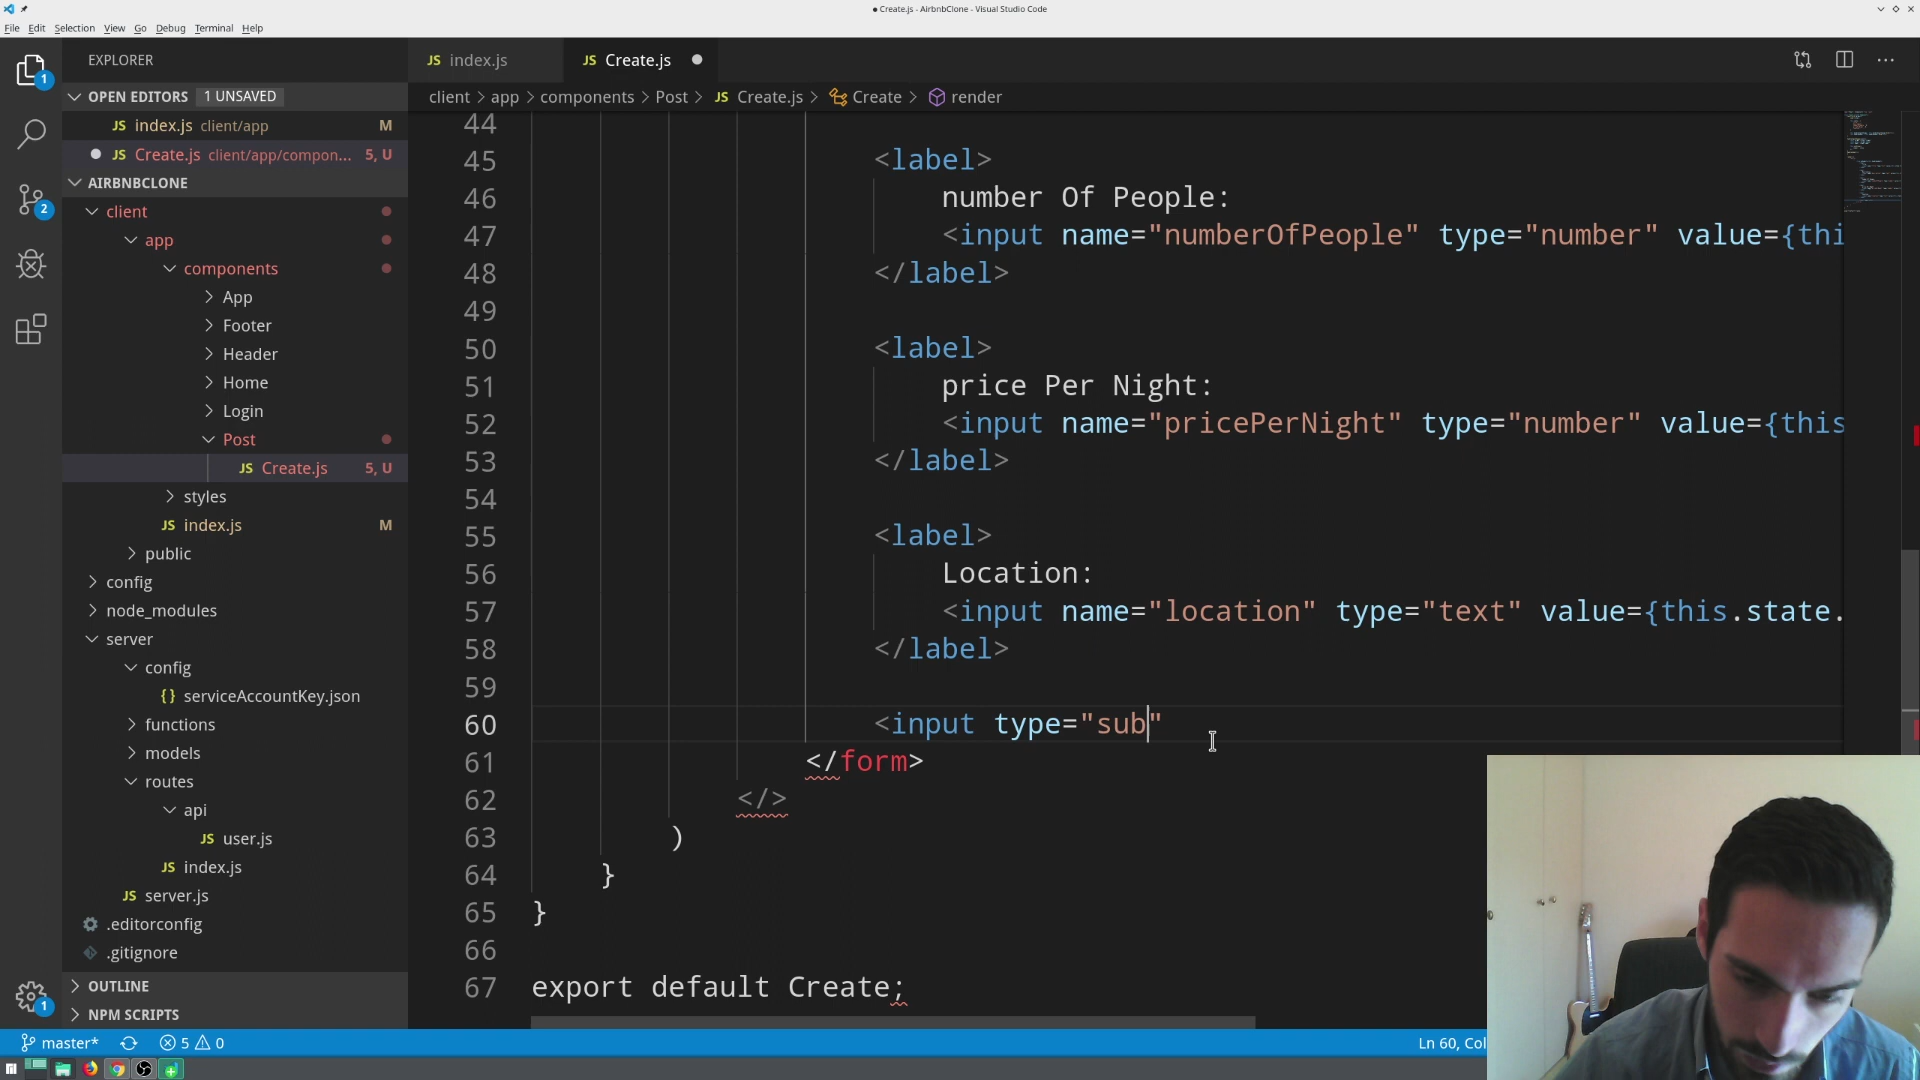 ● Create.js - AirbnbClone - Visual Studio Code
File Edit Selection View Go Debug Terminal Help
EXPLORER
OPEN EDITORS 1 UNSAVED
JS index.js client/app M
● JS Create.js client/app/compon... 5, U
AIRBNBCLONE
client
app
components
App
Footer
Header
Home
Login
Post
JS Create.js 5, U
styles
JS index.js M
public
config
node_modules
server
config
{} serviceAccountKey.json
functions
models
routes
api
JS user.js
JS index.js
JS server.js
.editorconfig
.gitignore
OUTLINE
NPM SCRIPTS
1
2
1
JS index.js JS Create.js ●
client > app > components > Post > JS Create.js > Create > render
44
45 <label>
46 number Of People:
47 <input name="numberOfPeople" type="number" value={thi
48 </label>
49
50 <label>
51 price Per Night:
52 <input name="pricePerNight" type="number" value={this
53 </label>
54
55 <label>
56 Location:
57 <input name="location" type="text" value={this.state.
58 </label>
59
60 <input type="sub"
61 </form>
62 </>
63 )
64 }
65 }
66
67 export default Create;
master* 5 0 Ln 60, Col